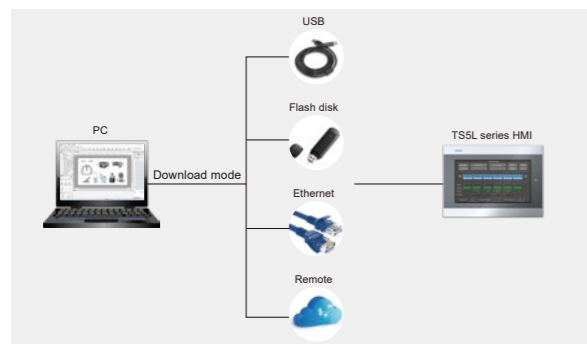 USB
Flash disk
PC
TS5L series HMI
Download mode
Ethernet
Remote